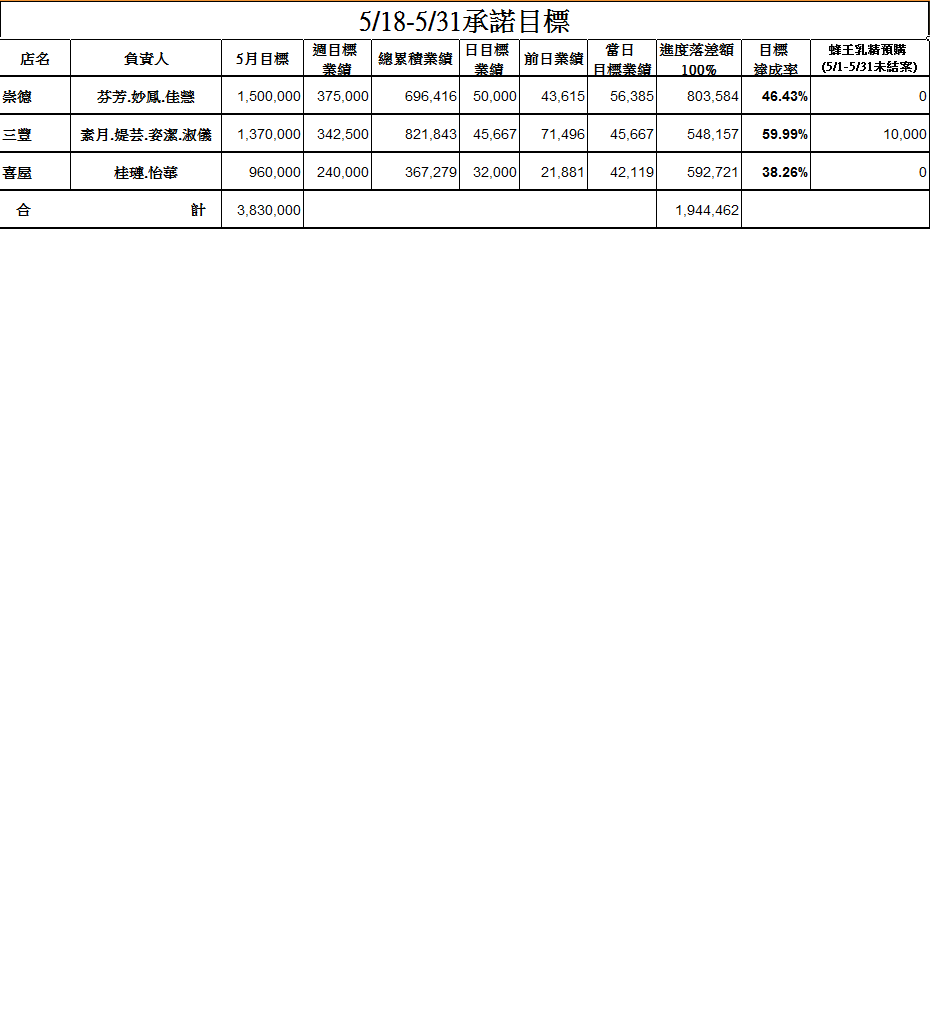 5/18-5/31承諾目標
店名 負責人 5月目標 週目標業績 總累積業績 日目標業績 前日業績 當日目標業績 進度落差額100% 目標達成率 蜂王乳精預購(5/1-5/31未結案)
崇德 芬芳.妙鳳.佳慧 1,500,000 375,000 696,416 50,000 43,615 56,385 803,584 46.43% 0
三豐 素月.媞芸.姿潔.淑儀 1,370,000 342,500 821,843 45,667 71,496 45,667 548,157 59.99% 10,000
喜屋 桂瑭.怡華 960,000 240,000 367,279 32,000 21,881 42,119 592,721 38.26% 0
合 計 3,830,000 1,944,462